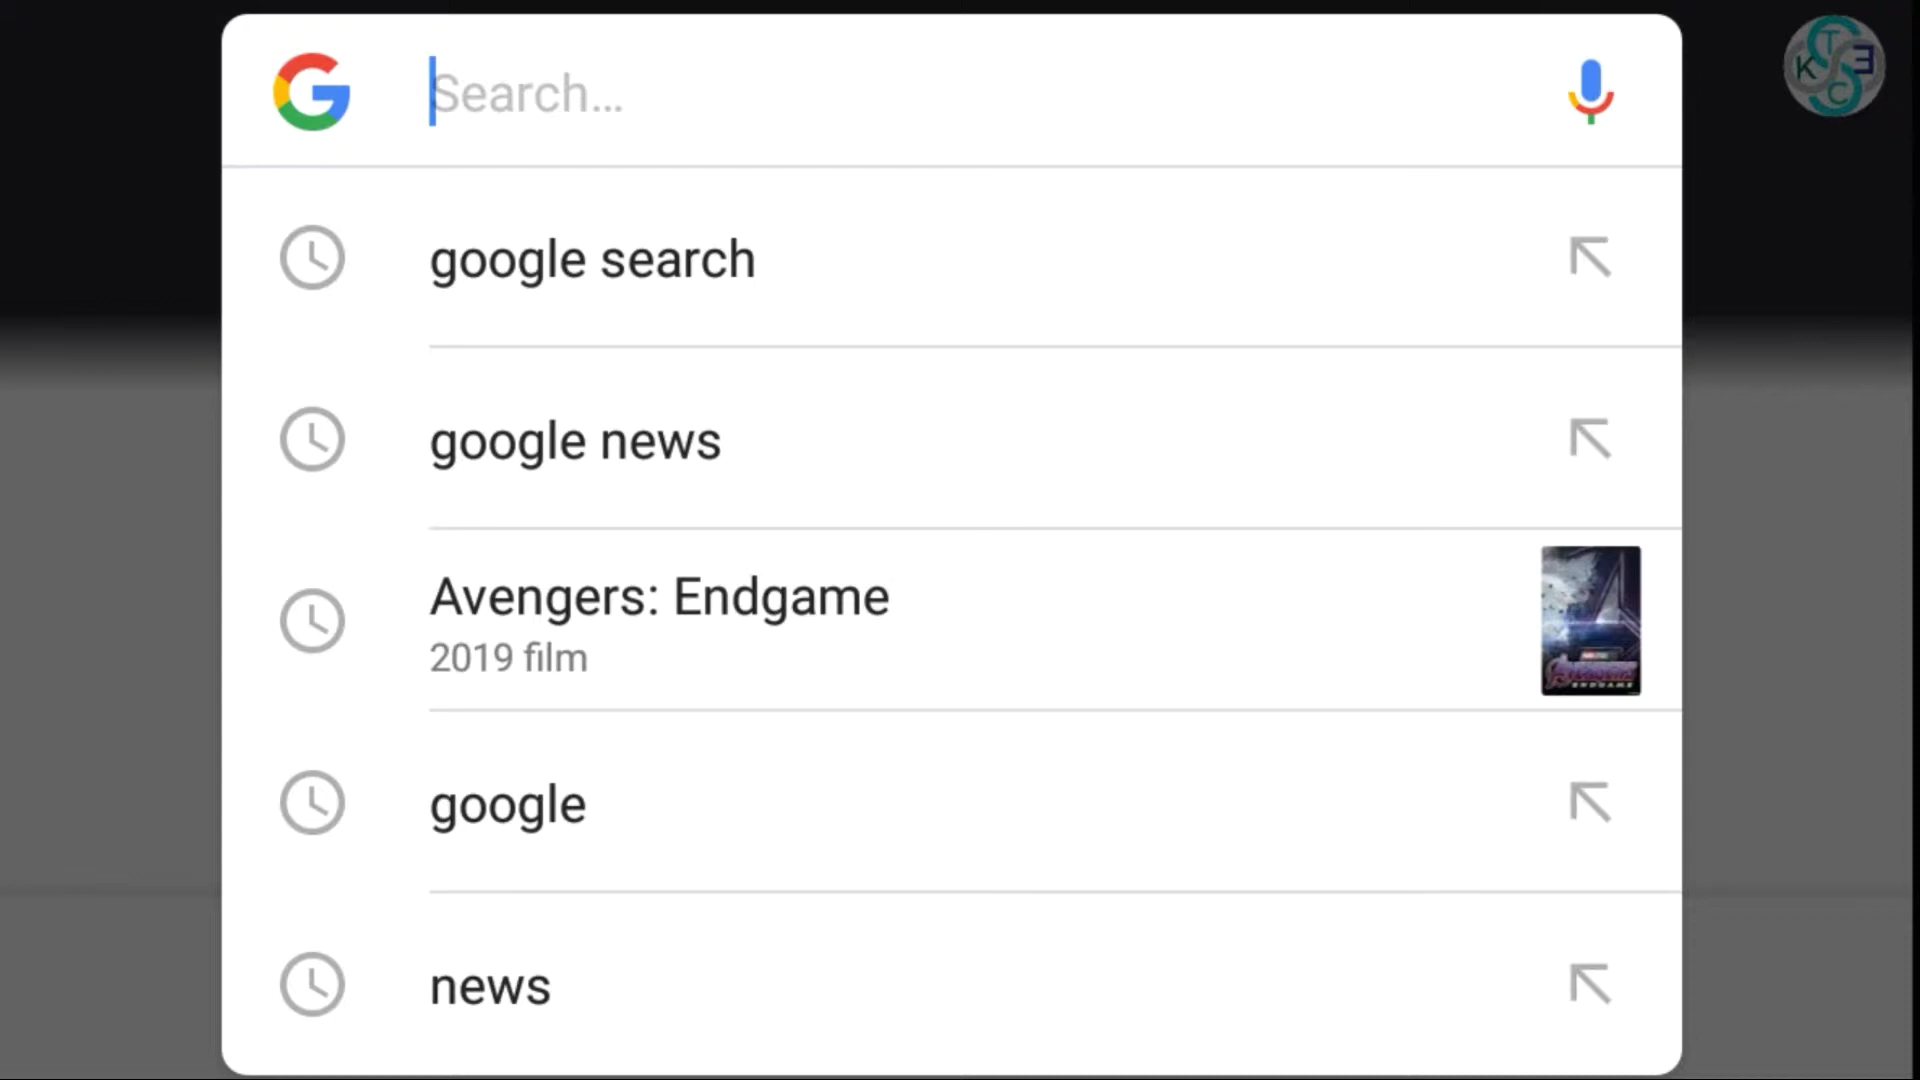 Search...
google search
google news
Avengers: Endgame
2019 film
google
news